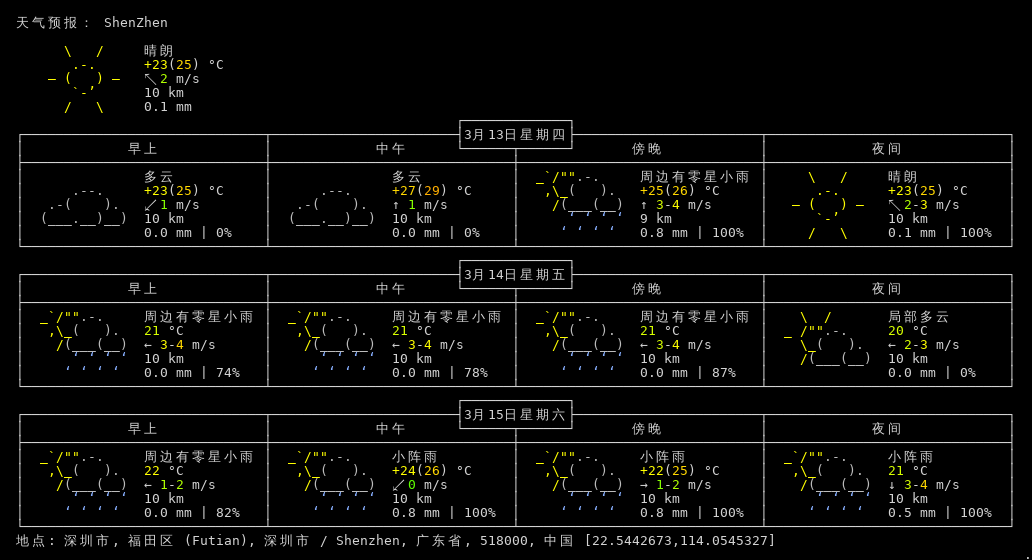 天气预报: ShenZhen
晴朗
+23(25) °C
↖ 2 m/s
10 km
0.1 mm
3月13日星期四
早上 中午 傍晚 夜间
多云 多云 周边有零星小雨 晴朗
+23(25) °C +27(29) °C +25(26) °C +23(25) °C
↙ 1 m/s ↑ 1 m/s ↑ 3-4 m/s ↖ 2-3 m/s
10 km 10 km 9 km 10 km
0.0 mm | 0% 0.0 mm | 0% 0.8 mm | 100% 0.1 mm | 100%
3月14日星期五
早上 中午 傍晚 夜间
周边有零星小雨 周边有零星小雨 周边有零星小雨 局部多云
21 °C 21 °C 21 °C 20 °C
← 3-4 m/s ← 3-4 m/s ← 3-4 m/s ← 2-3 m/s
10 km 10 km 10 km 10 km
0.0 mm | 74% 0.0 mm | 78% 0.0 mm | 87% 0.0 mm | 0%
3月15日星期六
早上 中午 傍晚 夜间
周边有零星小雨 小阵雨 小阵雨 小阵雨
22 °C +24(26) °C +22(25) °C 21 °C
← 1-2 m/s ↙ 0 m/s → 1-2 m/s ↓ 3-4 m/s
10 km 10 km 10 km 10 km
0.0 mm | 82% 0.8 mm | 100% 0.8 mm | 100% 0.5 mm | 100%
地点: 深圳市, 福田区 (Futian), 深圳市 / Shenzhen, 广东省, 518000, 中国 [22.5442673,114.0545327]